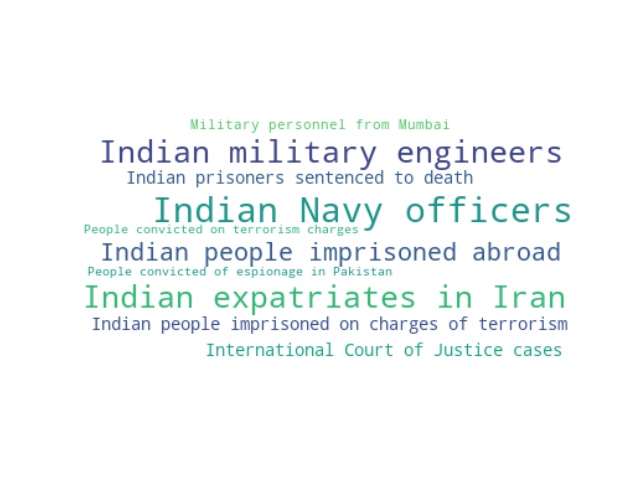 Military personnel from Mumbai
Indian military engineers
Indian prisoners sentenced to death
Indian Navy officers
People convicted on terrorism charges
Indian people imprisoned abroad
People convicted of espionage in Pakistan
Indian expatriates in Iran
Indian people imprisoned on charges of terrorism
International Court of Justice cases